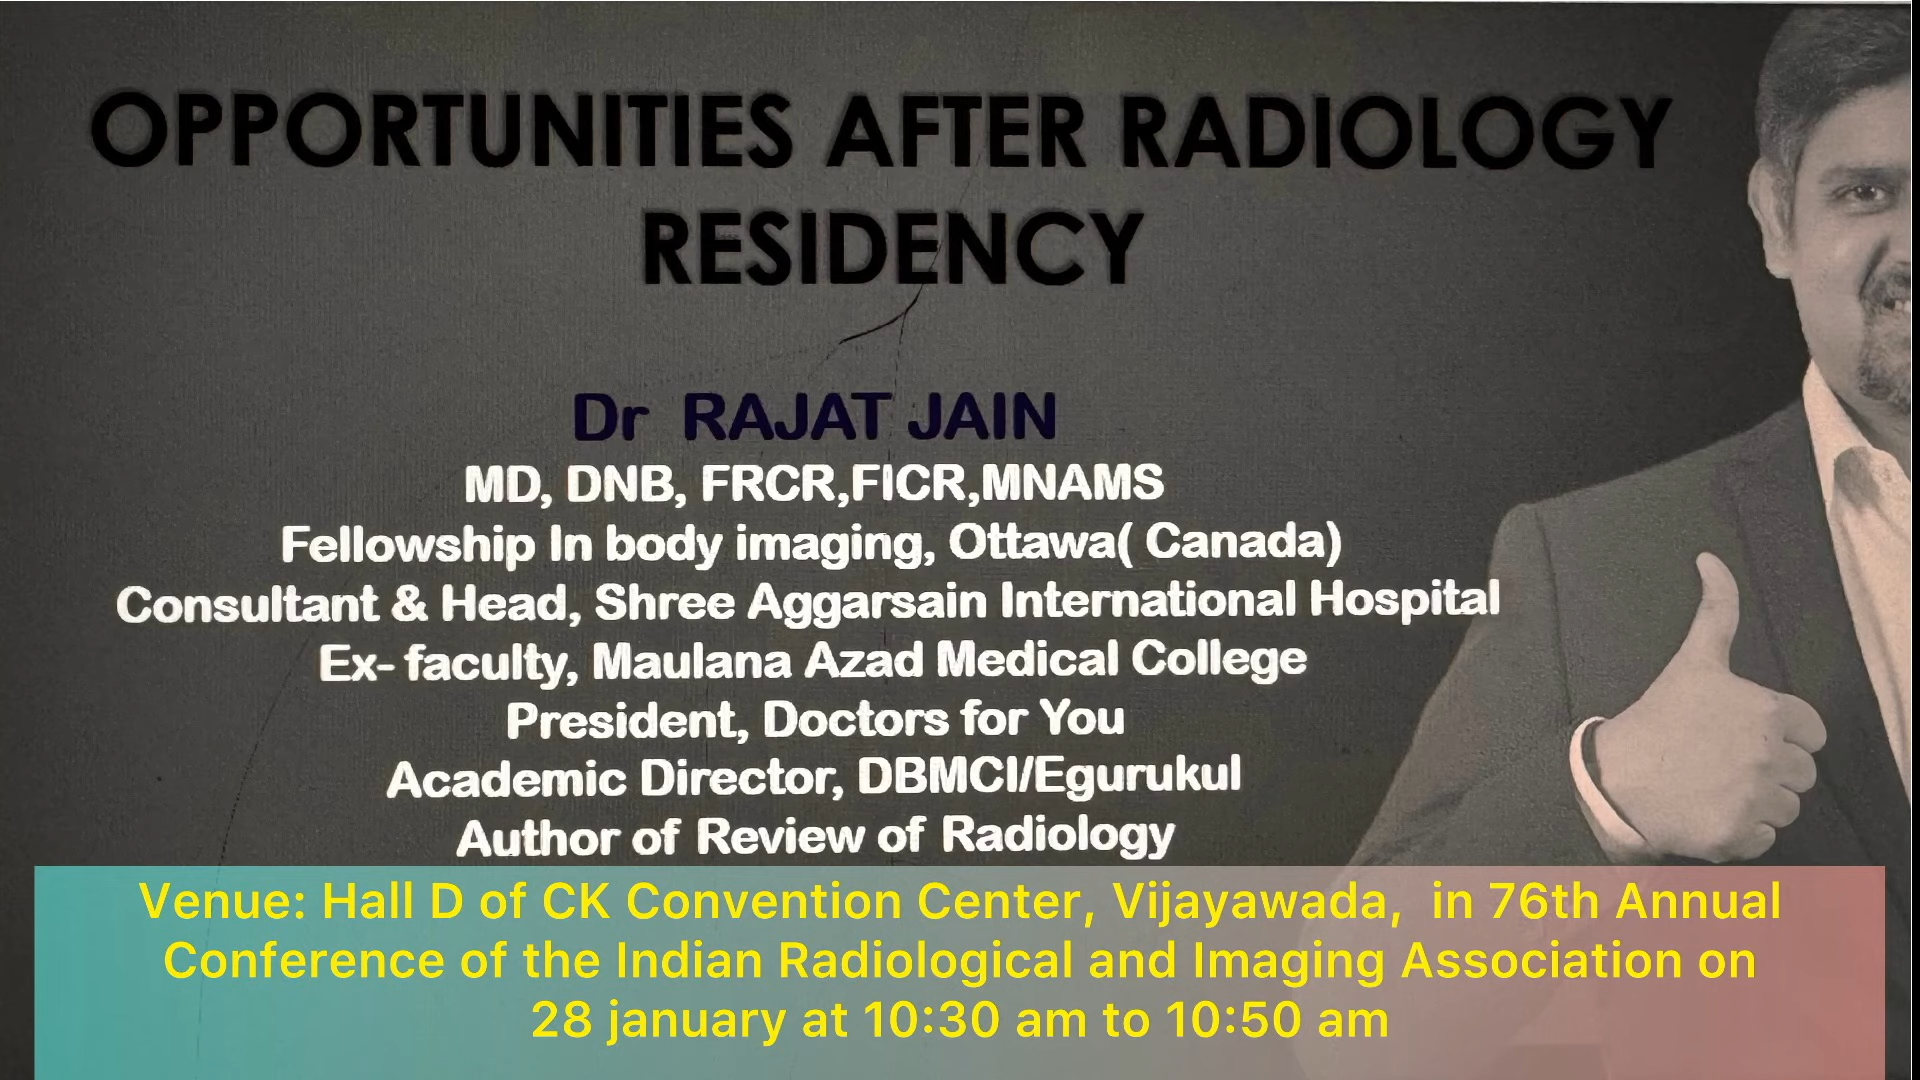 OPPORTUNITIES AFTER RADIOLOGY
RESIDENCY
Dr RAJAT JAIN
MD, DNB, FRCR,FICR,MNAMS
Fellowship In body imaging, Ottawa( Canada)
Consultant & Head, Shree Aggarsain International Hospital
Ex- faculty, Maulana Azad Medical College
President, Doctors for You
Academic Director, DBMCI/Egurukul
Author of Review of Radiology
Venue: Hall D of CK Convention Center, Vijayawada, in 76th Annual
Conference of the Indian Radiological and Imaging Association on
28 january at 10:30 am to 10:50 am